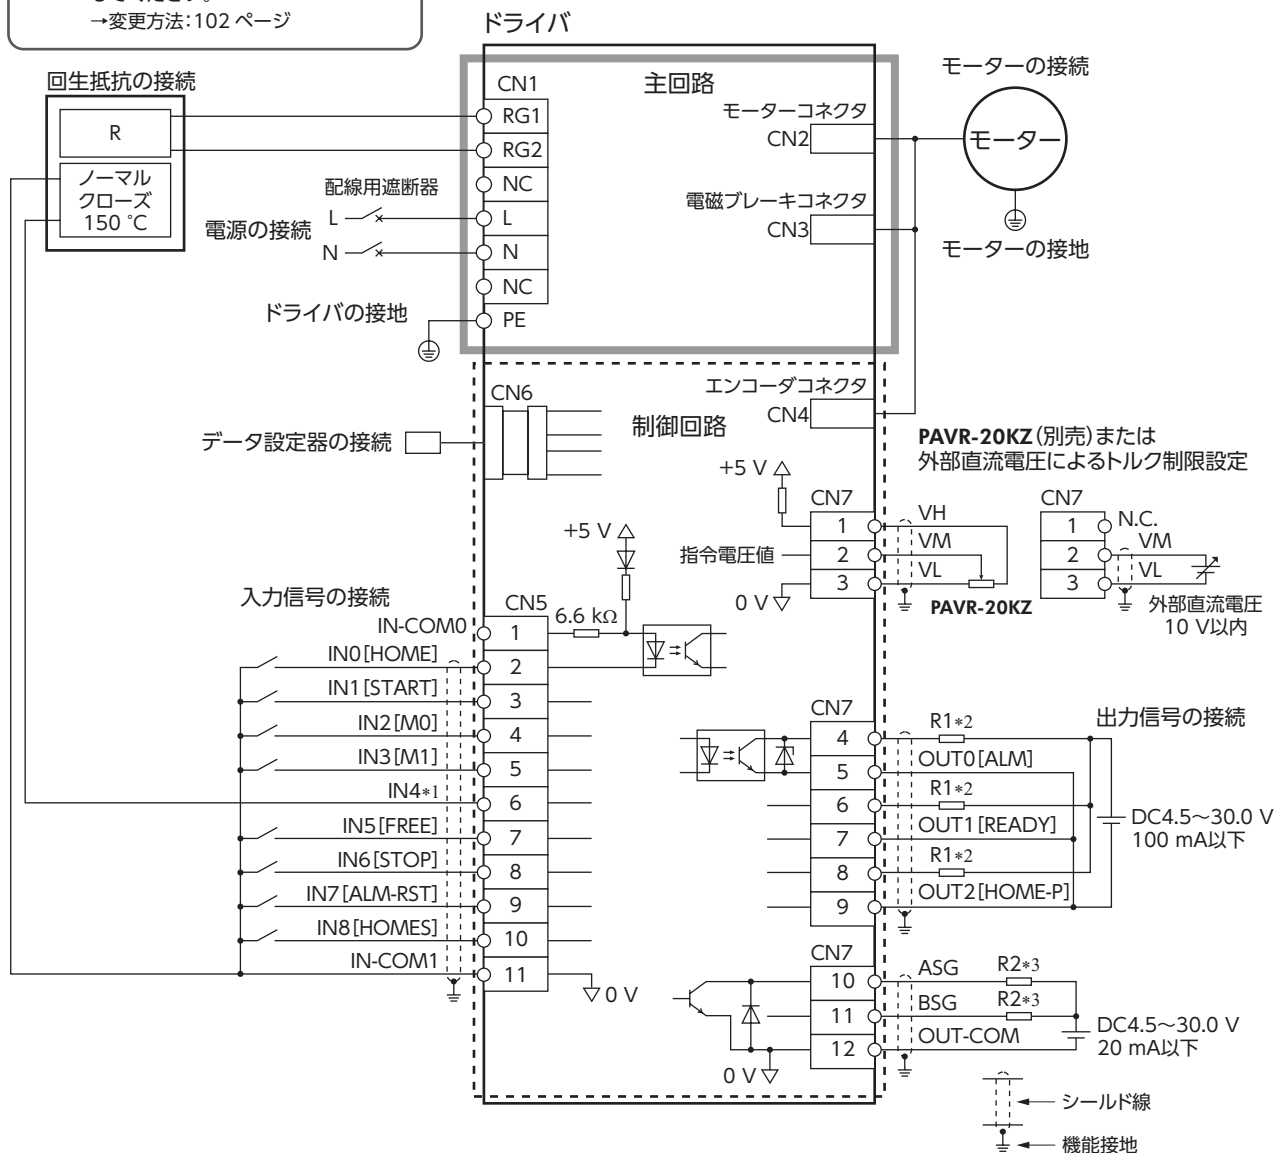 →変更方法：102 ページ
ドライバ
回生抵抗の接続
R
ノーマル
クローズ
150 ℃
CN1
主回路
RG1
RG2
NC
L
N
NC
PE
配線用遮断器
電源の接続
L
N
ドライバの接地
モーターコネクタ
CN2
電磁ブレーキコネクタ
CN3
モーターの接続
モーター
モーターの接地
CN6
データ設定器の接続
制御回路
エンコーダコネクタ
CN4
PAVR-20KZ（別売）または
外部直流電圧によるトルク制限設定
+5 V
CN7
1
2
3
指令電圧値
0 V
VH
VM
VL
PAVR-20KZ
CN7
1
2
3
N.C.
VM
VL
外部直流電圧
10 V以内
+5 V
入力信号の接続
CN5
6.6 kΩ
IN-COM0
1
IN0［HOME］
2
IN1［START］
3
IN2［M0］
4
IN3［M1］
5
IN4*1
6
IN5［FREE］
7
IN6［STOP］
8
IN7［ALM-RST］
9
IN8［HOMES］
10
IN-COM1
11
0 V
CN7
出力信号の接続
4
R1*2
5
OUT0［ALM］
6
R1*2
7
OUT1［READY］
8
R1*2
9
OUT2［HOME-P］
DC4.5～30.0 V
100 mA以下
CN7
10
ASG
R2*3
11
BSG
R2*3
12
OUT-COM
DC4.5～30.0 V
20 mA以下
0 V
シールド線
機能接地